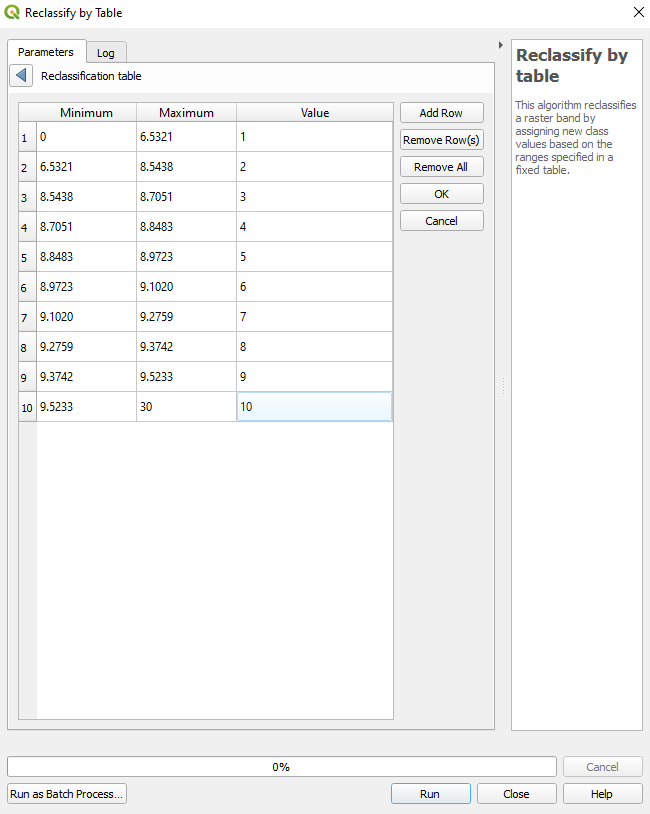 Reclassify by Table
Parameters
Log
Reclassification table
Minimum Maximum Value
1 0 6.5321 1
2 6.5321 8.5438 2
3 8.5438 8.7051 3
4 8.7051 8.8483 4
5 8.8483 8.9723 5
6 8.9723 9.1020 6
7 9.1020 9.2759 7
8 9.2759 9.3742 8
9 9.3742 9.5233 9
10 9.5233 30 10
Add Row
Remove Row(s)
Remove All
OK
Cancel
Reclassify by
table
This algorithm reclassifies
a raster band by
assigning new class
values based on the
ranges specified in a
fixed table.
0%
Cancel
Run as Batch Process...
Run
Close
Help